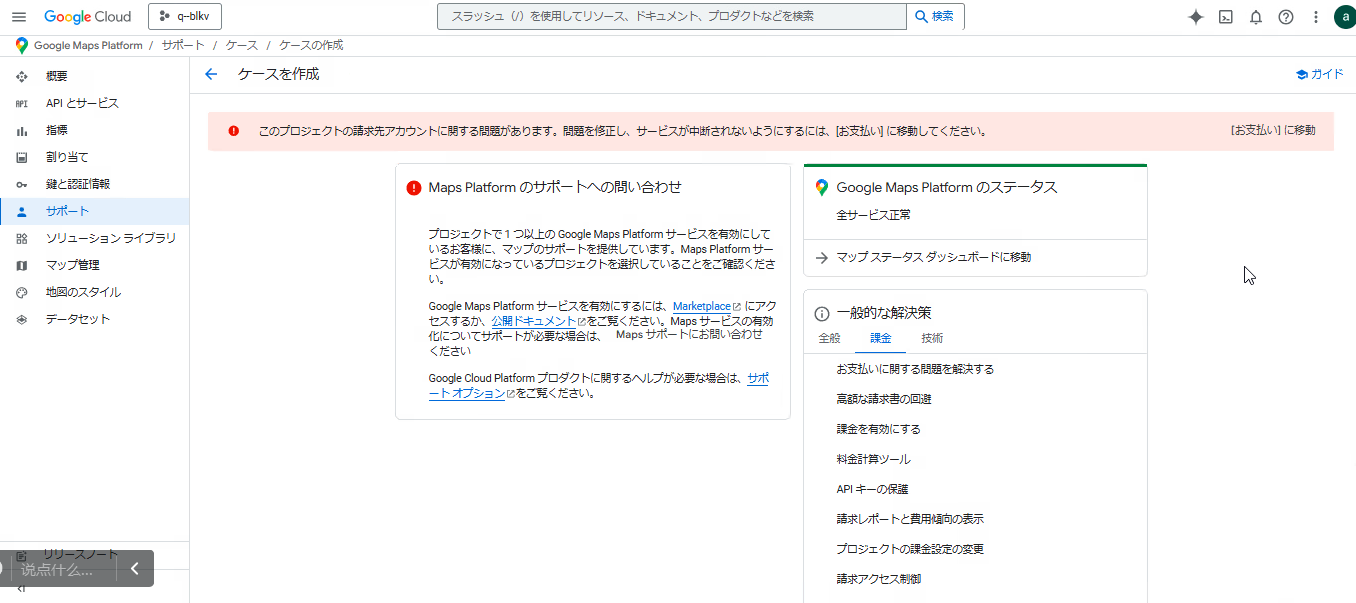 Google Cloud
q--blkv
スラッシュ（/）を使用してリソース、ドキュメント、プロダクトなどを検索
検索
a
Google Maps Platform / サポート / ケース / ケースの作成
概要
API API とサービス
指標
割り当て
鍵と認証情報
サポート
ソリューション ライブラリ
マップ管理
地図のスタイル
データセット
リリースノート
说点什么...
ケースを作成
ガイド
このプロジェクトの請求先アカウントに関する問題があります。問題を修正し、サービスが中断されないようにするには、[お支払い] に移動してください。
[お支払い] に移動
Maps Platform のサポートへの問い合わせ
プロジェクトで 1 つ以上の Google Maps Platform サービスを有効にして
いるお客様に、マップのサポートを提供しています。Maps Platform サー
ビスが有効になっているプロジェクトを選択していることをご確認くださ
い。
Google Maps Platform サービスを有効にするには、Marketplace にアク
セスするか、公開ドキュメントをご覧ください。Maps サービスの有効
化についてサポートが必要な場合は、 Maps サポートにお問い合わせ
ください
Google Cloud Platform プロダクトに関するヘルプが必要な場合は、サポ
ート オプションをご覧ください。
Google Maps Platform のステータス
全サービス正常
マップ ステータス ダッシュボードに移動
一般的な解決策
全般 課金 技術
お支払いに関する問題を解決する
高額な請求書の回避
課金を有効にする
料金計算ツール
API キーの保護
請求レポートと費用傾向の表示
プロジェクトの課金設定の変更
請求アクセス制御